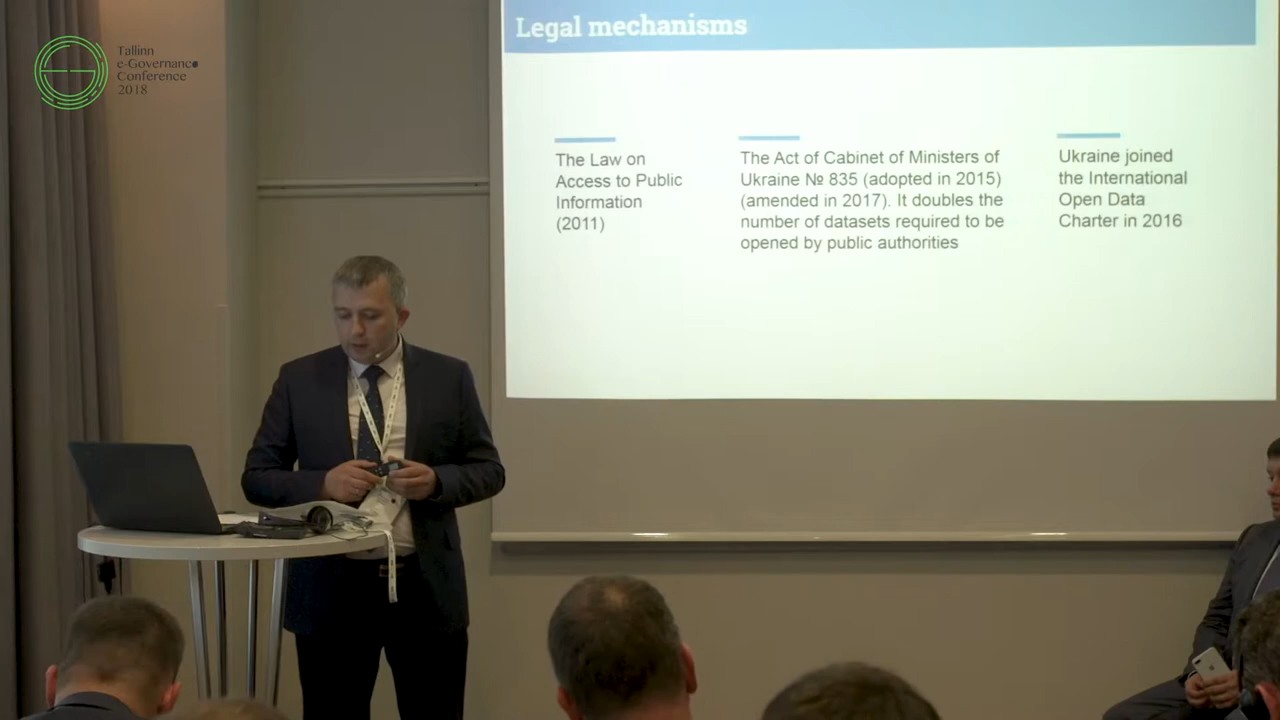 Tallinn
e-Governance
Conference
2018
Legal mechanisms
The Law on
Access to Public
Information
(2011)
The Act of Cabinet of Ministers of
Ukraine № 835 (adopted in 2015)
(amended in 2017). It doubles the
number of datasets required to be
opened by public authorities
Ukraine joined
the International
Open Data
Charter in 2016